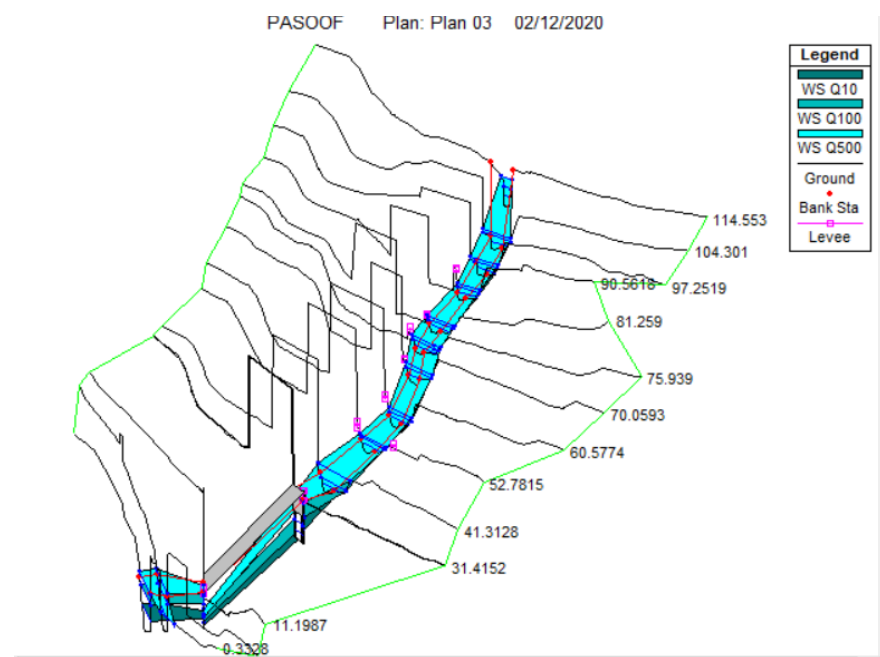 PASOOF Plan: Plan 03 02/12/2020
Legend
WS Q10
WS Q100
WS Q500
Ground
Bank Sta
Levee
114.553
104.301
97.2519
90.5618
81.259
75.939
70.0593
60.5774
52.7815
41.3128
31.4152
11.1987
0.3328